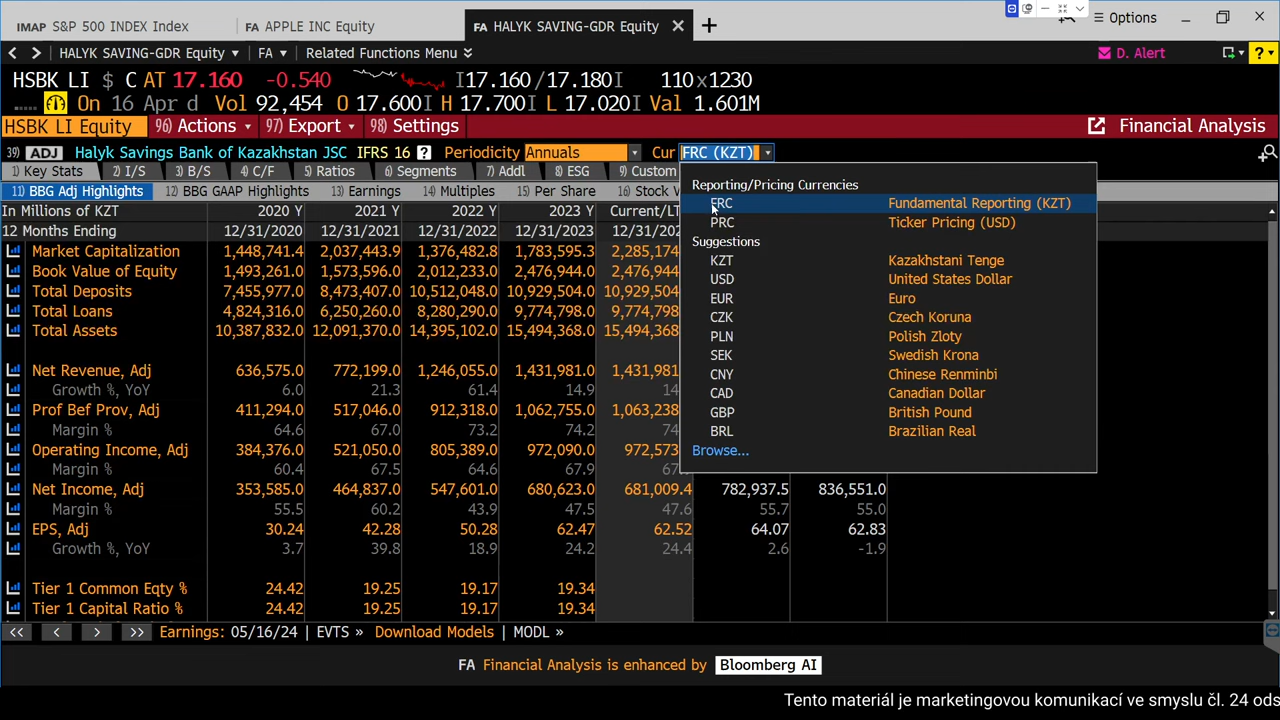 IMAP S&P 500 INDEX Index FA APPLE INC Equity FA HALYK SAVING-GDR Equity
Options
HALYK SAVING-GDR Equity FA Related Functions Menu D. Alert ?
HSBK LI $ C AT 17.160 -0.540 I17.160/17.180I 110x1230
On 16 Apr d Vol 92,454 O 17.600I H 17.700I L 17.020I Val 1.601M
HSBK LI Equity 96) Actions 97) Export 98) Settings Financial Analysis
39) ADJ Halyk Savings Bank of Kazakhstan JSC IFRS 16 ? Periodicity Annuals Cur FRC (KZT)
1) Key Stats 2) I/S 3) B/S 4) C/F 5) Ratios 6) Segments 7) Addl 8) ESG 9) Custom
11) BBG Adj Highlights 12) BBG GAAP Highlights 13) Earnings 14) Multiples 15) Per Share 16) Stock V
In Millions of KZT 2020 Y 2021 Y 2022 Y 2023 Y Current/LT
12 Months Ending 12/31/2020 12/31/2021 12/31/2022 12/31/2023 12/31/202
Market Capitalization 1,448,741.4 2,037,443.9 1,376,482.8 1,783,595.3 2,285,174
Book Value of Equity 1,493,261.0 1,573,596.0 2,012,233.0 2,476,944.0 2,476,944
Total Deposits 7,455,977.0 8,473,407.0 10,512,048.0 10,929,504.0 10,929,504
Total Loans 4,824,316.0 6,250,260.0 8,280,290.0 9,774,798.0 9,774,798
Total Assets 10,387,832.0 12,091,370.0 14,395,102.0 15,494,368.0 15,494,368
Net Revenue, Adj 636,575.0 772,199.0 1,246,055.0 1,431,981.0 1,431,981
Growth %, YoY 6.0 21.3 61.4 14.9 14
Prof Bef Prov, Adj 411,294.0 517,046.0 912,318.0 1,062,755.0 1,063,238
Margin % 64.6 67.0 73.2 74.2 74
Operating Income, Adj 384,376.0 521,050.0 805,389.0 972,090.0 972,573
Margin % 60.4 67.5 64.6 67.9 67
Net Income, Adj 353,585.0 464,837.0 547,601.0 680,623.0 681,009.4 782,937.5 836,551.0
Margin % 55.5 60.2 43.9 47.5 47.6 55.7 55.0
EPS, Adj 30.24 42.28 50.28 62.47 62.52 64.07 62.83
Growth %, YoY 3.7 39.8 18.9 24.2 24.4 2.6 -1.9
Tier 1 Common Eqty % 24.42 19.25 19.17 19.34
Tier 1 Capital Ratio % 24.42 19.25 19.17 19.34
Reporting/Pricing Currencies
FRC Fundamental Reporting (KZT)
PRC Ticker Pricing (USD)
Suggestions
KZT Kazakhstani Tenge
USD United States Dollar
EUR Euro
CZK Czech Koruna
PLN Polish Zloty
SEK Swedish Krona
CNY Chinese Renminbi
CAD Canadian Dollar
GBP British Pound
BRL Brazilian Real
Browse...
<< < > >> Earnings: 05/16/24 | EVTS » Download Models | MODL »
FA Financial Analysis is enhanced by Bloomberg AI
Tento materiál je marketingovou komunikací ve smyslu čl. 24 ods